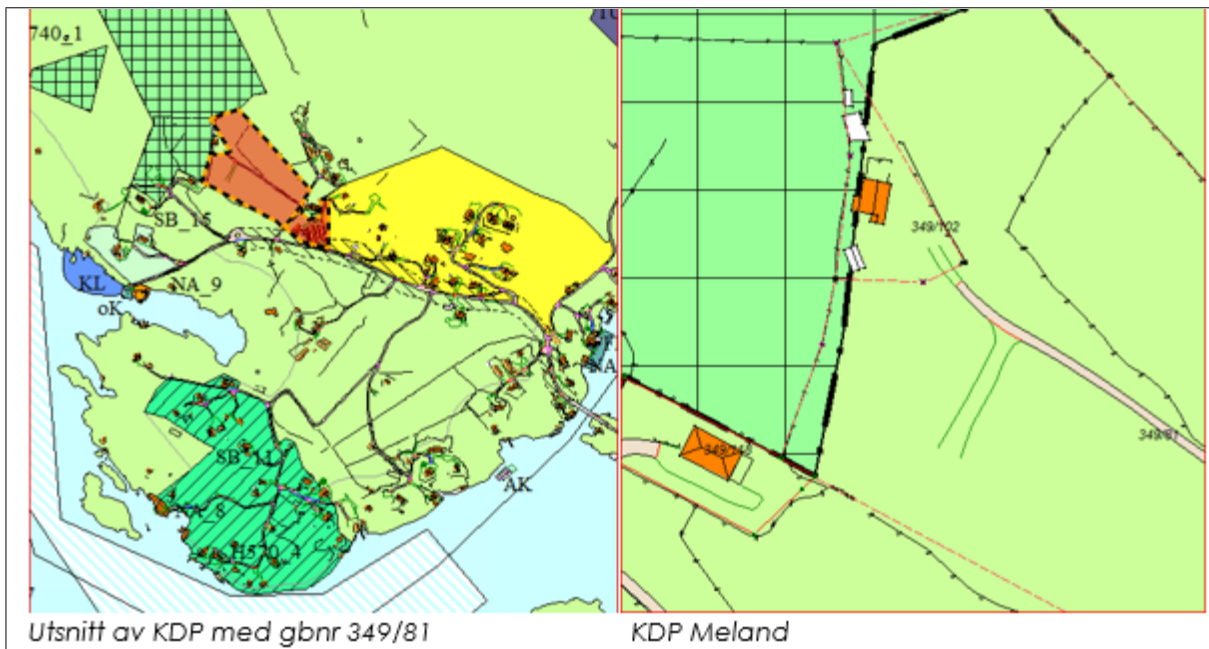 740_1
SB_15
KL
NA_9
oK
SB_11
NA_8
H570_4
AK
NA
349/102
349/81
Utsnitt av KDP med gbnr 349/81
KDP Meland